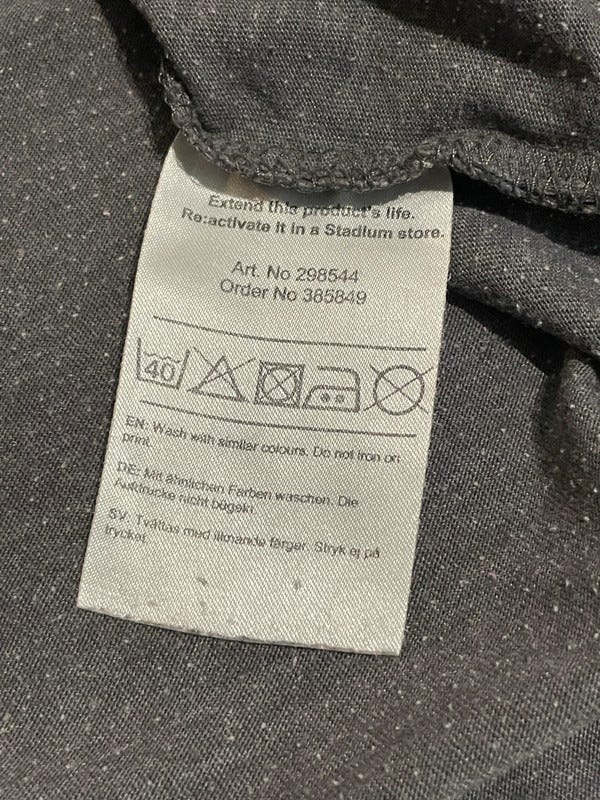 Extend this product's life.
Re:activate it in a Stadium store.
Art. No 298544
Order No 385849
40
EN: Wash with similar colours. Do not iron on
print.
DE: Mit ähnlichen Farben waschen. Die
Aufdrucke nicht bügeln.
SV: Tvättas med liknande färger. Stryk ej på
trycket.